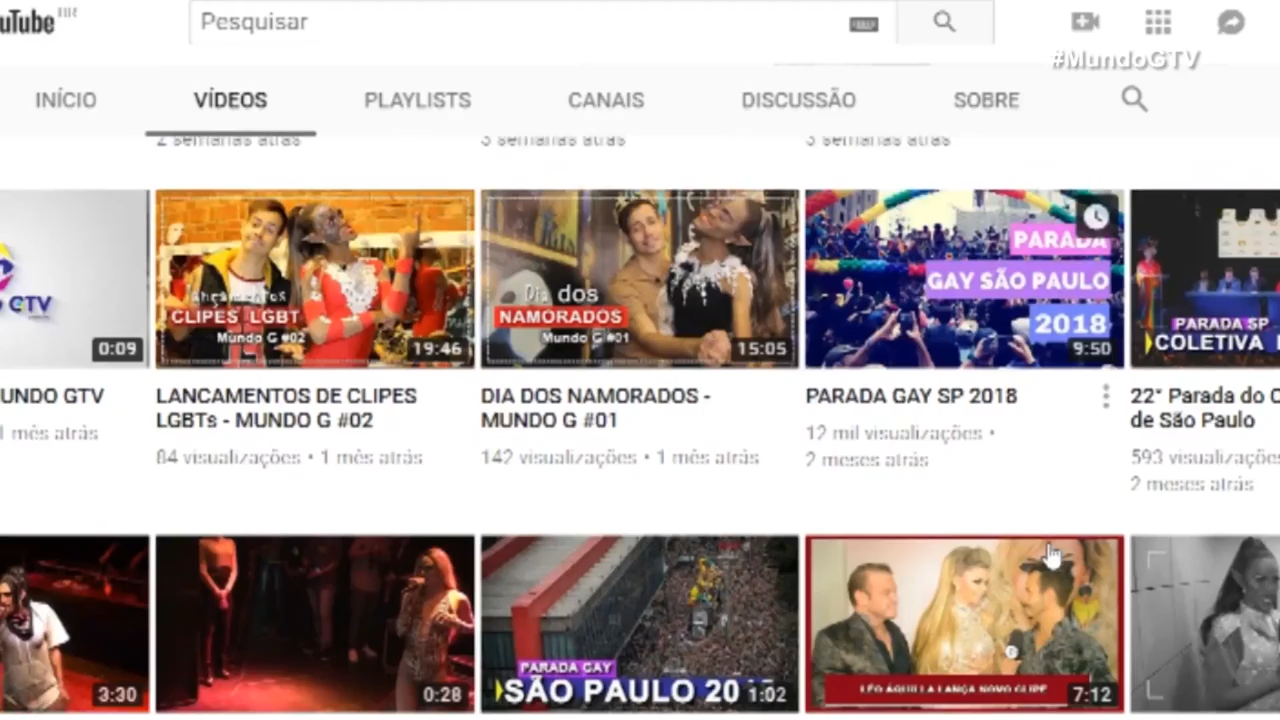 uTube BR
Pesquisar
#MundoGTV
INÍCIO
VÍDEOS
PLAYLISTS
CANAIS
DISCUSSÃO
SOBRE
2 semanas atrás
3 semanas atrás
3 semanas atrás
GTV
0:09
Lançamentos
CLIPES LGBT
Mundo G #02
19:46
Dia dos
NAMORADOS
Mundo G #01
15:05
PARADA
GAY SÃO PAULO
2018
9:50
PARADA SP
COLETIVA
UNDO GTV
1 mês atrás
LANCAMENTOS DE CLIPES
LGBTs - MUNDO G #02
84 visualizações • 1 mês atrás
DIA DOS NAMORADOS -
MUNDO G #01
142 visualizações • 1 mês atrás
PARADA GAY SP 2018
12 mil visualizações •
2 meses atrás
22° Parada do O
de São Paulo
593 visualizações
2 meses atrás
3:30
0:28
PARADA GAY
SÃO PAULO 20
1:02
LÉO ÁQUILLA LANÇA NOVO CLIPE
7:12